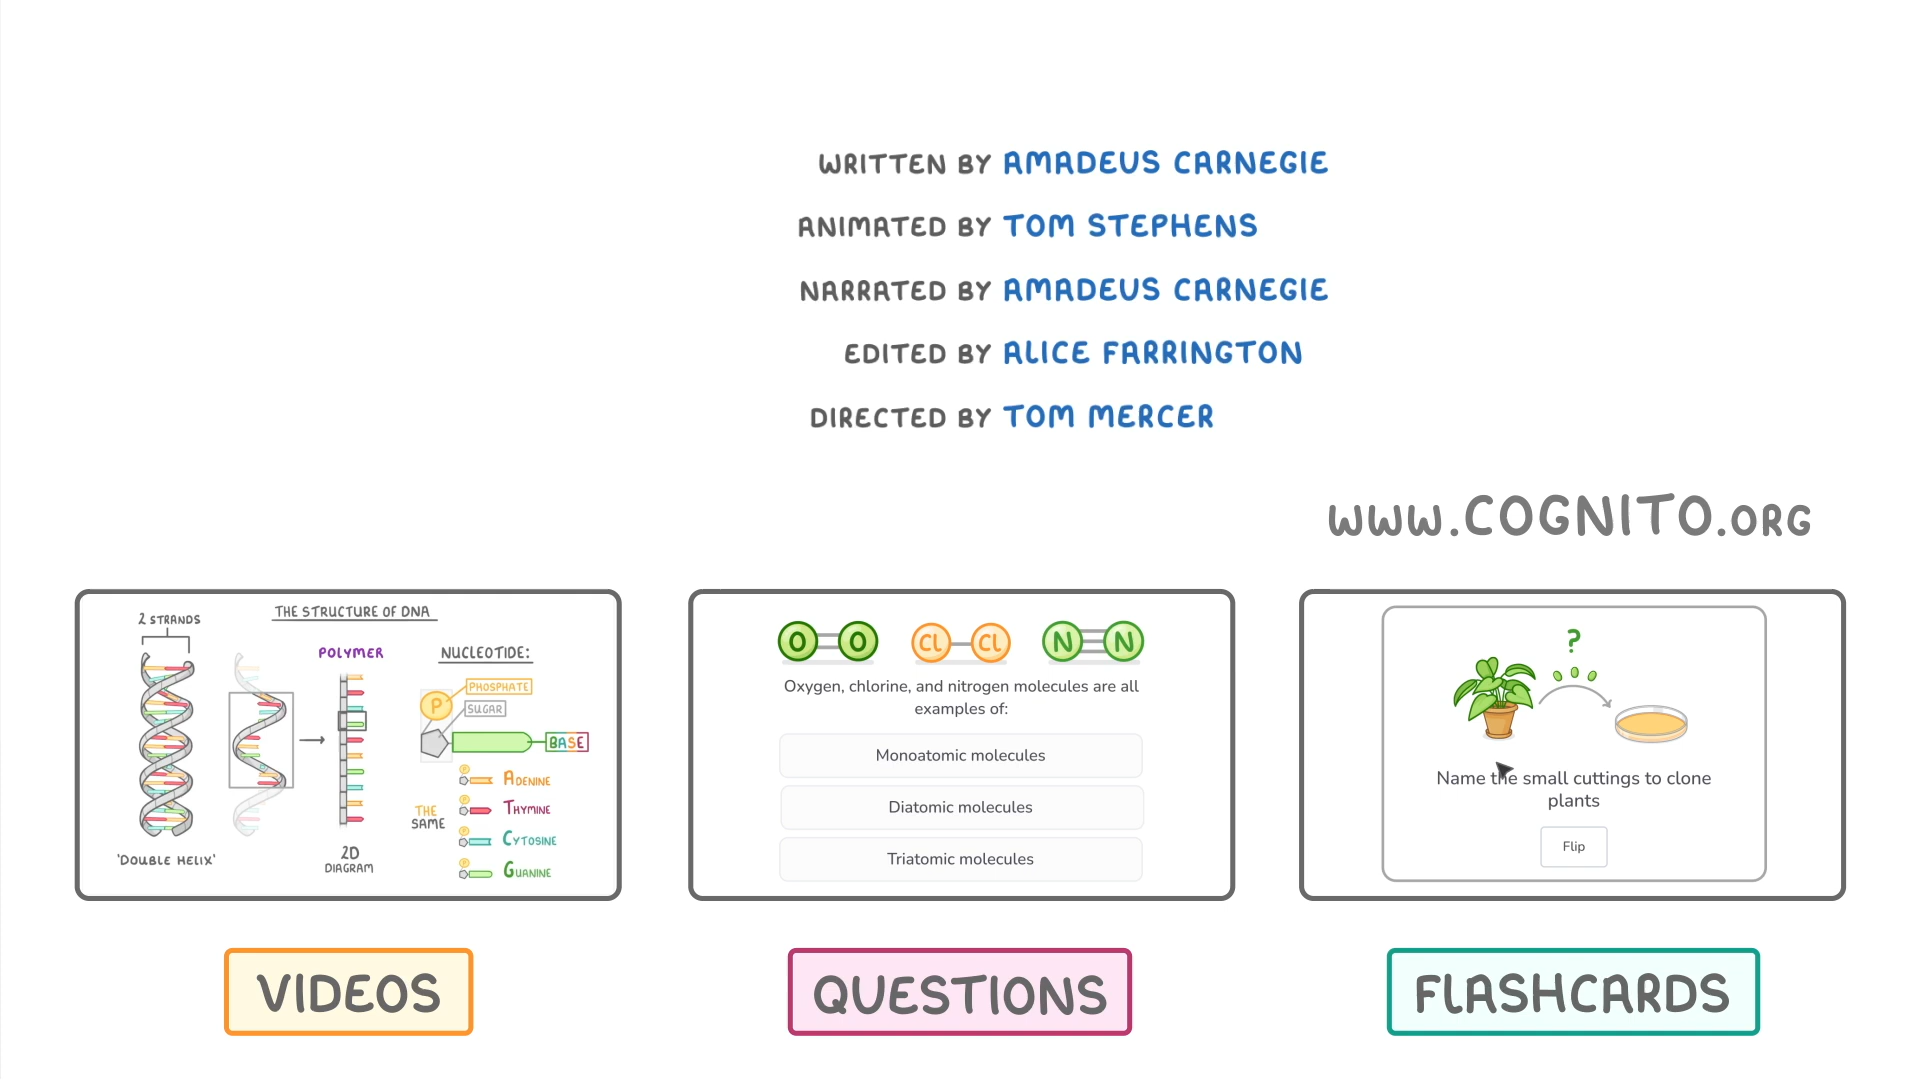 WRITTEN BY AMADEUS CARNEGIE
ANIMATED BY TOM STEPHENS
NARRATED BY AMADEUS CARNEGIE
EDITED BY ALICE FARRINGTON
DIRECTED BY TOM MERCER
WWW.COGNITO.ORG
THE STRUCTURE OF DNA
2 STRANDS
'DOUBLE HELIX'
POLYMER
2D
DIAGRAM
NUCLEOTIDE:
PHOSPHATE
P
SUGAR
BASE
THE
SAME
ADENINE
THYMINE
CYTOSINE
GUANINE
O O Cl Cl N N
Oxygen, chlorine, and nitrogen molecules are all
examples of:
Monoatomic molecules
Diatomic molecules
Triatomic molecules
?
Name the small cuttings to clone
plants
Flip
VIDEOS
QUESTIONS
FLASHCARDS